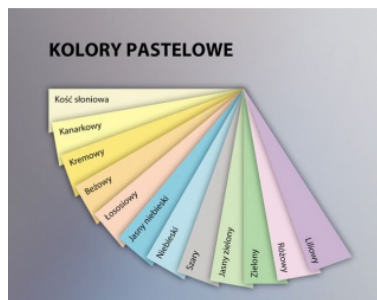 KOLORY PASTELOWE
Kość słoniowa
Kanarkowy
Kremowy
Beżowy
Łososiowy
Jasny niebieski
Niebieski
Szary
Jasny zielony
Zielony
Różowy
Liliowy